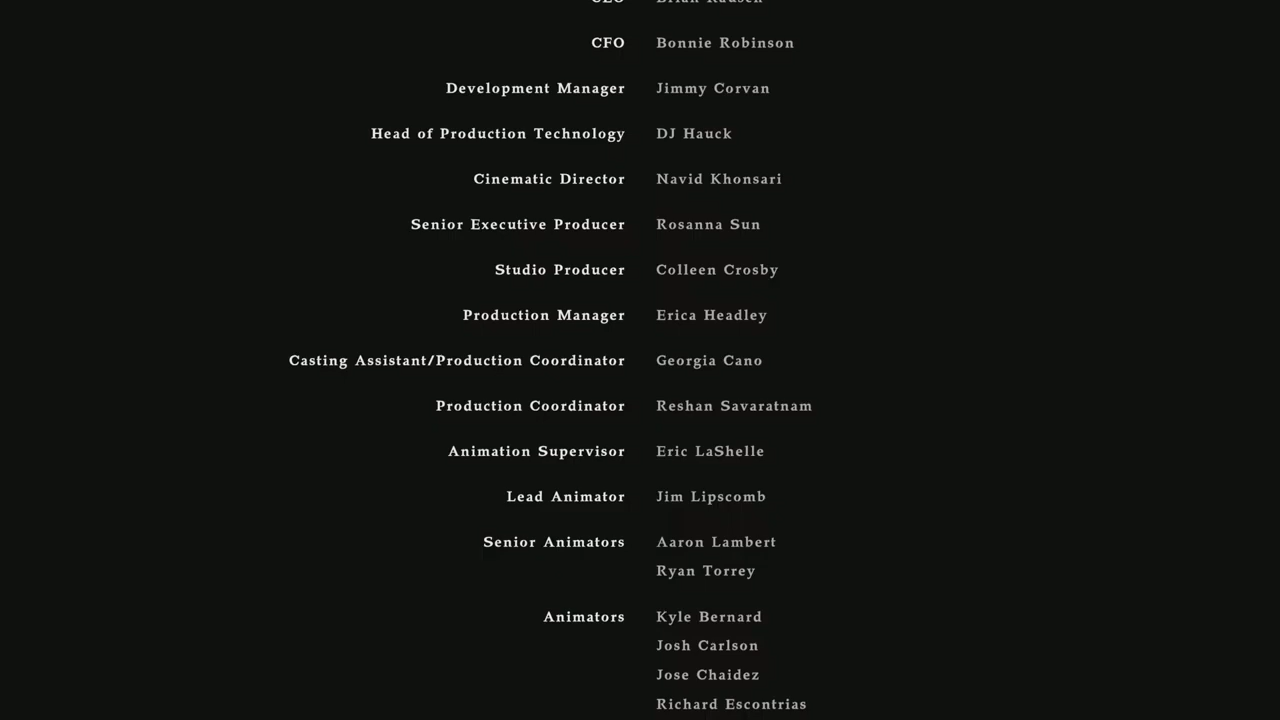 CEO Brian Rausch
CFO Bonnie Robinson
Development Manager Jimmy Corvan
Head of Production Technology DJ Hauck
Cinematic Director Navid Khonsari
Senior Executive Producer Rosanna Sun
Studio Producer Colleen Crosby
Production Manager Erica Headley
Casting Assistant/Production Coordinator Georgia Cano
Production Coordinator Reshan Savaratnam
Animation Supervisor Eric LaShelle
Lead Animator Jim Lipscomb
Senior Animators Aaron Lambert
Ryan Torrey
Animators Kyle Bernard
Josh Carlson
Jose Chaidez
Richard Escontrias